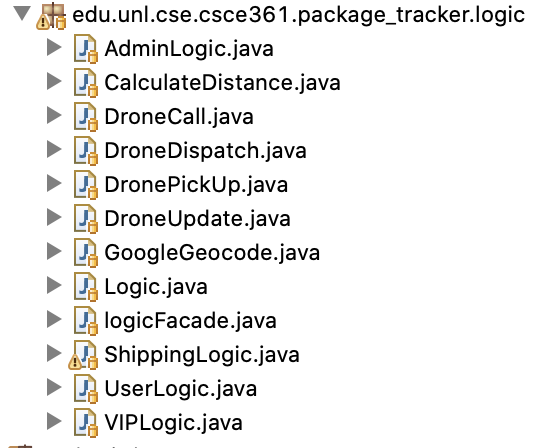 edu.unl.cse.csce361.package_tracker.logic
AdminLogic.java
CalculateDistance.java
DroneCall.java
DroneDispatch.java
DronePickUp.java
DroneUpdate.java
GoogleGeocode.java
Logic.java
logicFacade.java
ShippingLogic.java
UserLogic.java
VIPLogic.java